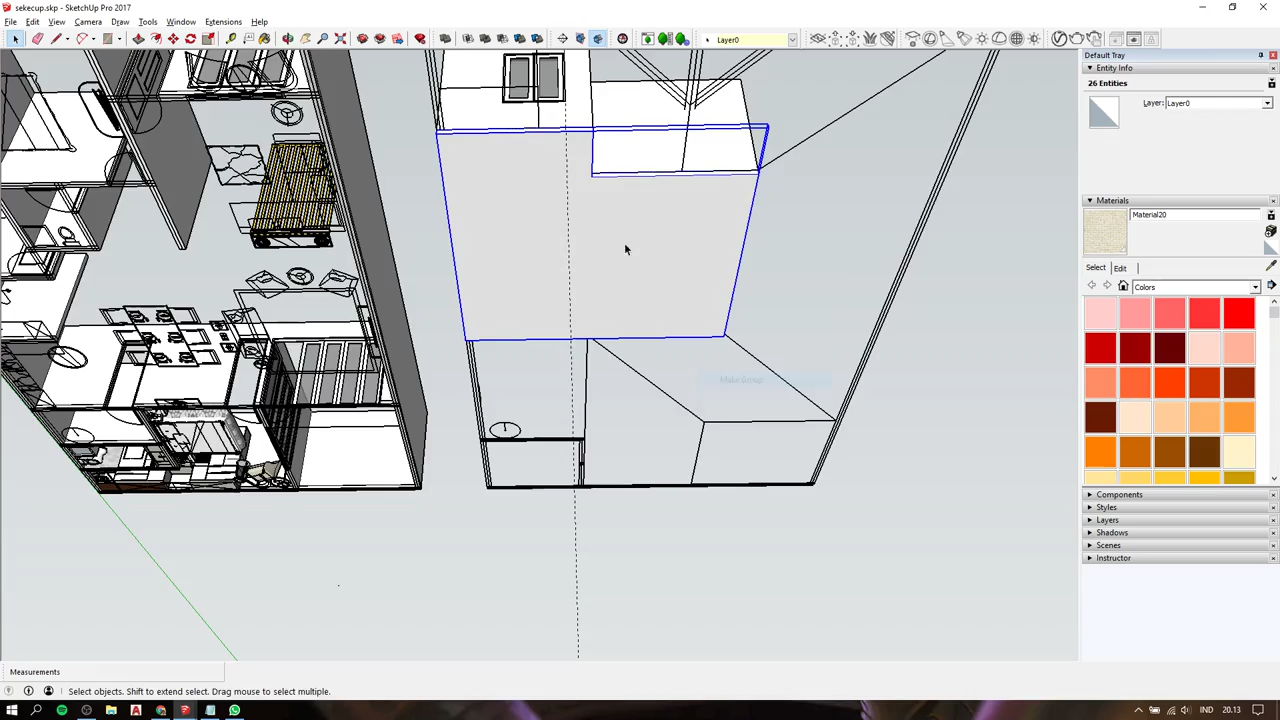 sekecup.skp - SketchUp Pro 2017
File Edit View Camera Draw Tools Window Extensions Help
Layer0
Default Tray
Entity Info
26 Entities
Layer: Layer0
Materials
Material20
Select Edit
Colors
Make Group
Components
Styles
Layers
Shadows
Scenes
Instructor
Measurements
Select objects. Shift to extend select. Drag mouse to select multiple.
IND 20.13